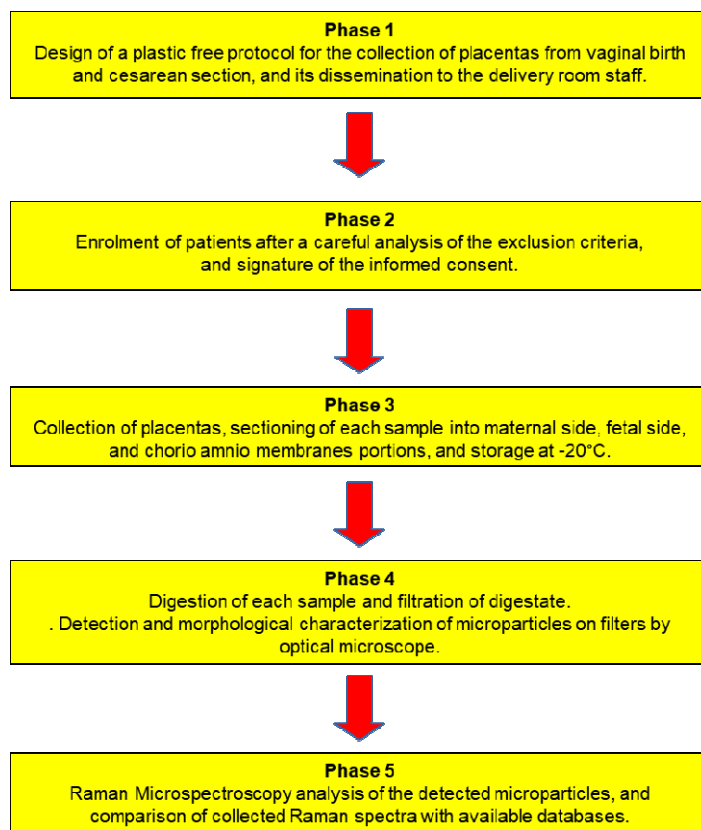 Phase 1
Design of a plastic free protocol for the collection of placentas from vaginal birth
and cesarean section, and its dissemination to the delivery room staff.
Phase 2
Enrolment of patients after a careful analysis of the exclusion criteria,
and signature of the informed consent.
Phase 3
Collection of placentas, sectioning of each sample into maternal side, fetal side,
and chorio amnio membranes portions, and storage at -20°C.
Phase 4
Digestion of each sample and filtration of digestate.
. Detection and morphological characterization of microparticles on filters by
optical microscope.
Phase 5
Raman Microspectroscopy analysis of the detected microparticles, and
comparison of collected Raman spectra with available databases.